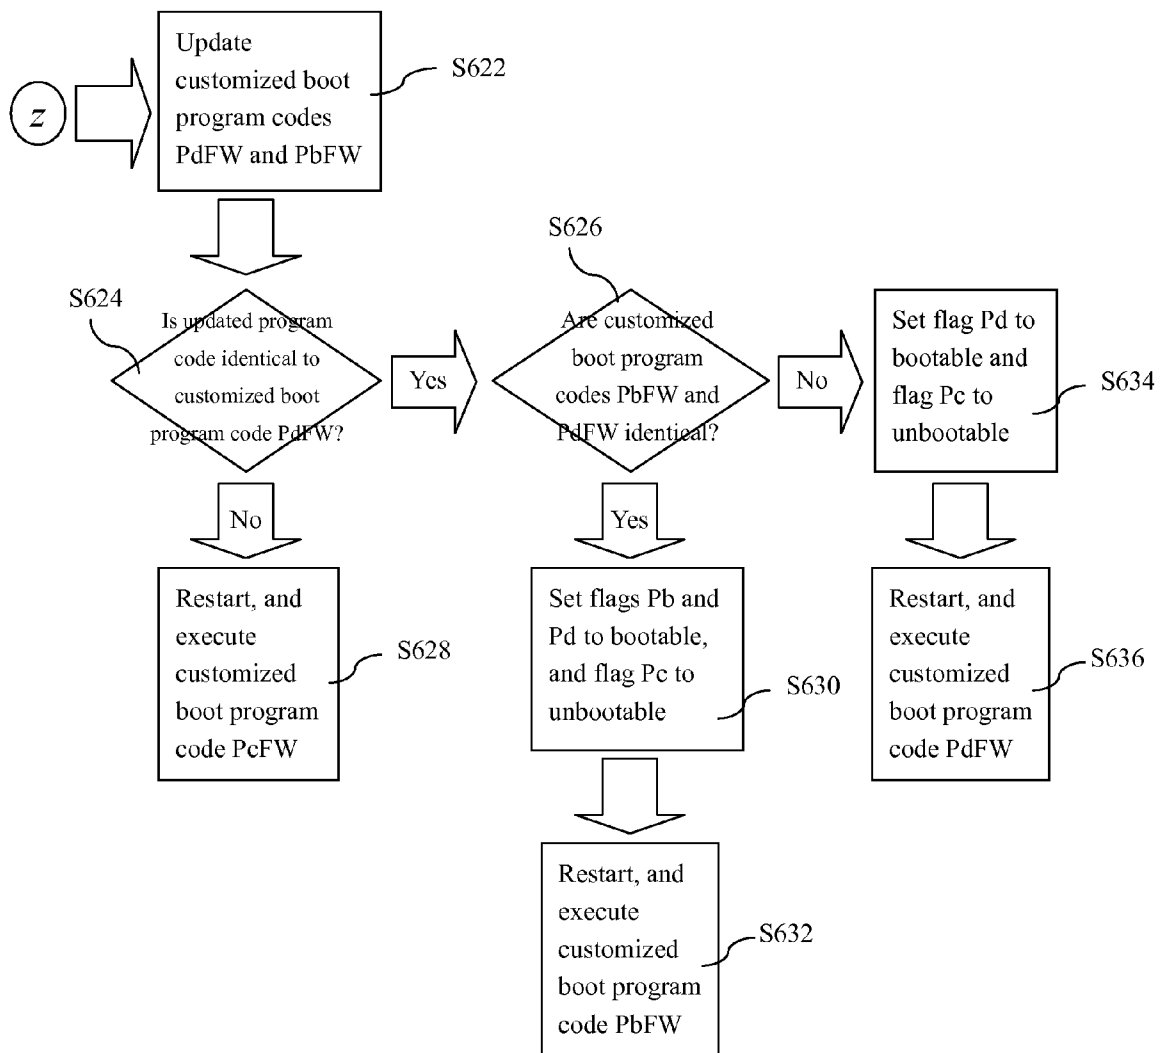 z
Update
customized boot
program codes
PdFW and PbFW
S622
S624
Is updated program
code identical to
customized boot
program code PdFW?
Yes
S626
Are customized
boot program
codes PbFW and
PdFW identical?
No
Set flag Pd to
bootable and
flag Pc to
unbootable
S634
No
Yes
Restart, and
execute
customized
boot program
code PcFW
S628
Set flags Pb and
Pd to bootable,
and flag Pc to
unbootable
S630
Restart, and
execute
customized
boot program
code PdFW
S636
Restart, and
execute
customized
boot program
code PbFW
S632